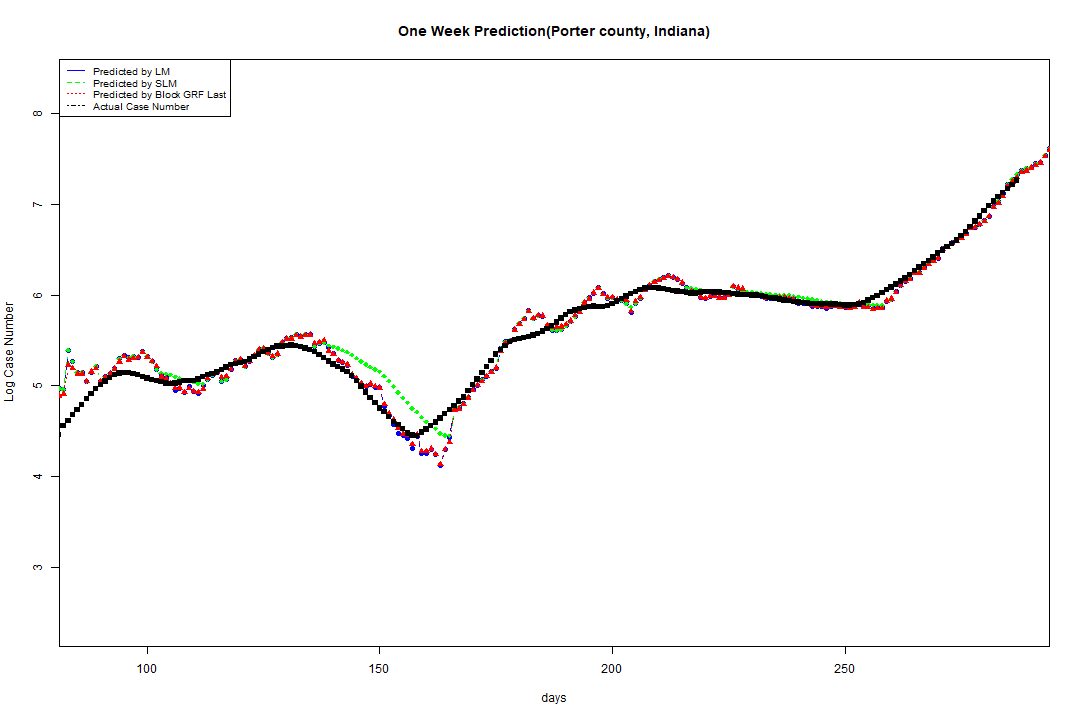 One Week Prediction(Porter county, Indiana)
Predicted by LM
Predicted by SLM
Predicted by Block GRF Last
Actual Case Number
8
7
6
5
4
3
Log Case Number
100 150 200 250
days